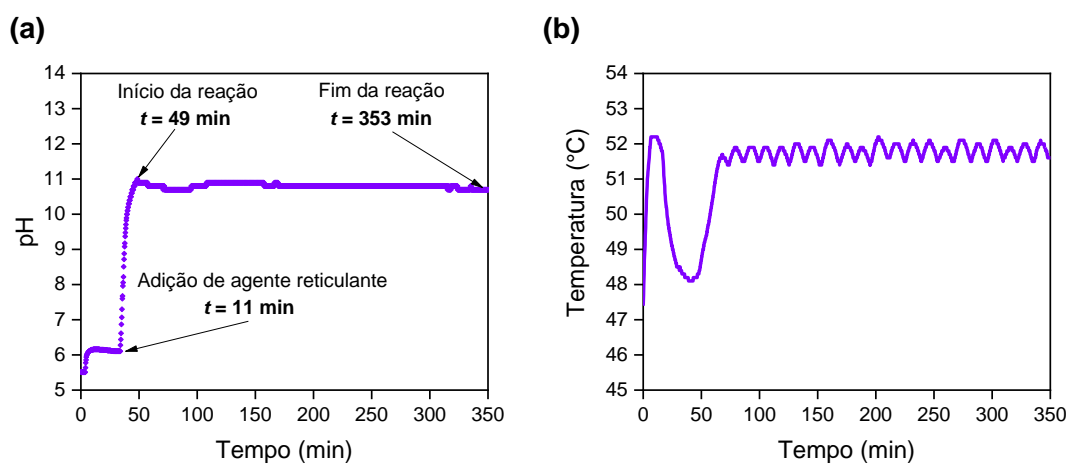 (a)
14
13
12
11
10
9
8
7
6
5
pH
Início da reação
t = 49 min
Fim da reação
t = 353 min
Adição de agente reticulante
t = 11 min
0 50 100 150 200 250 300 350
Tempo (min)
(b)
54
53
52
51
50
49
48
47
46
45
Temperatura (°C)
0 50 100 150 200 250 300 350
Tempo (min)